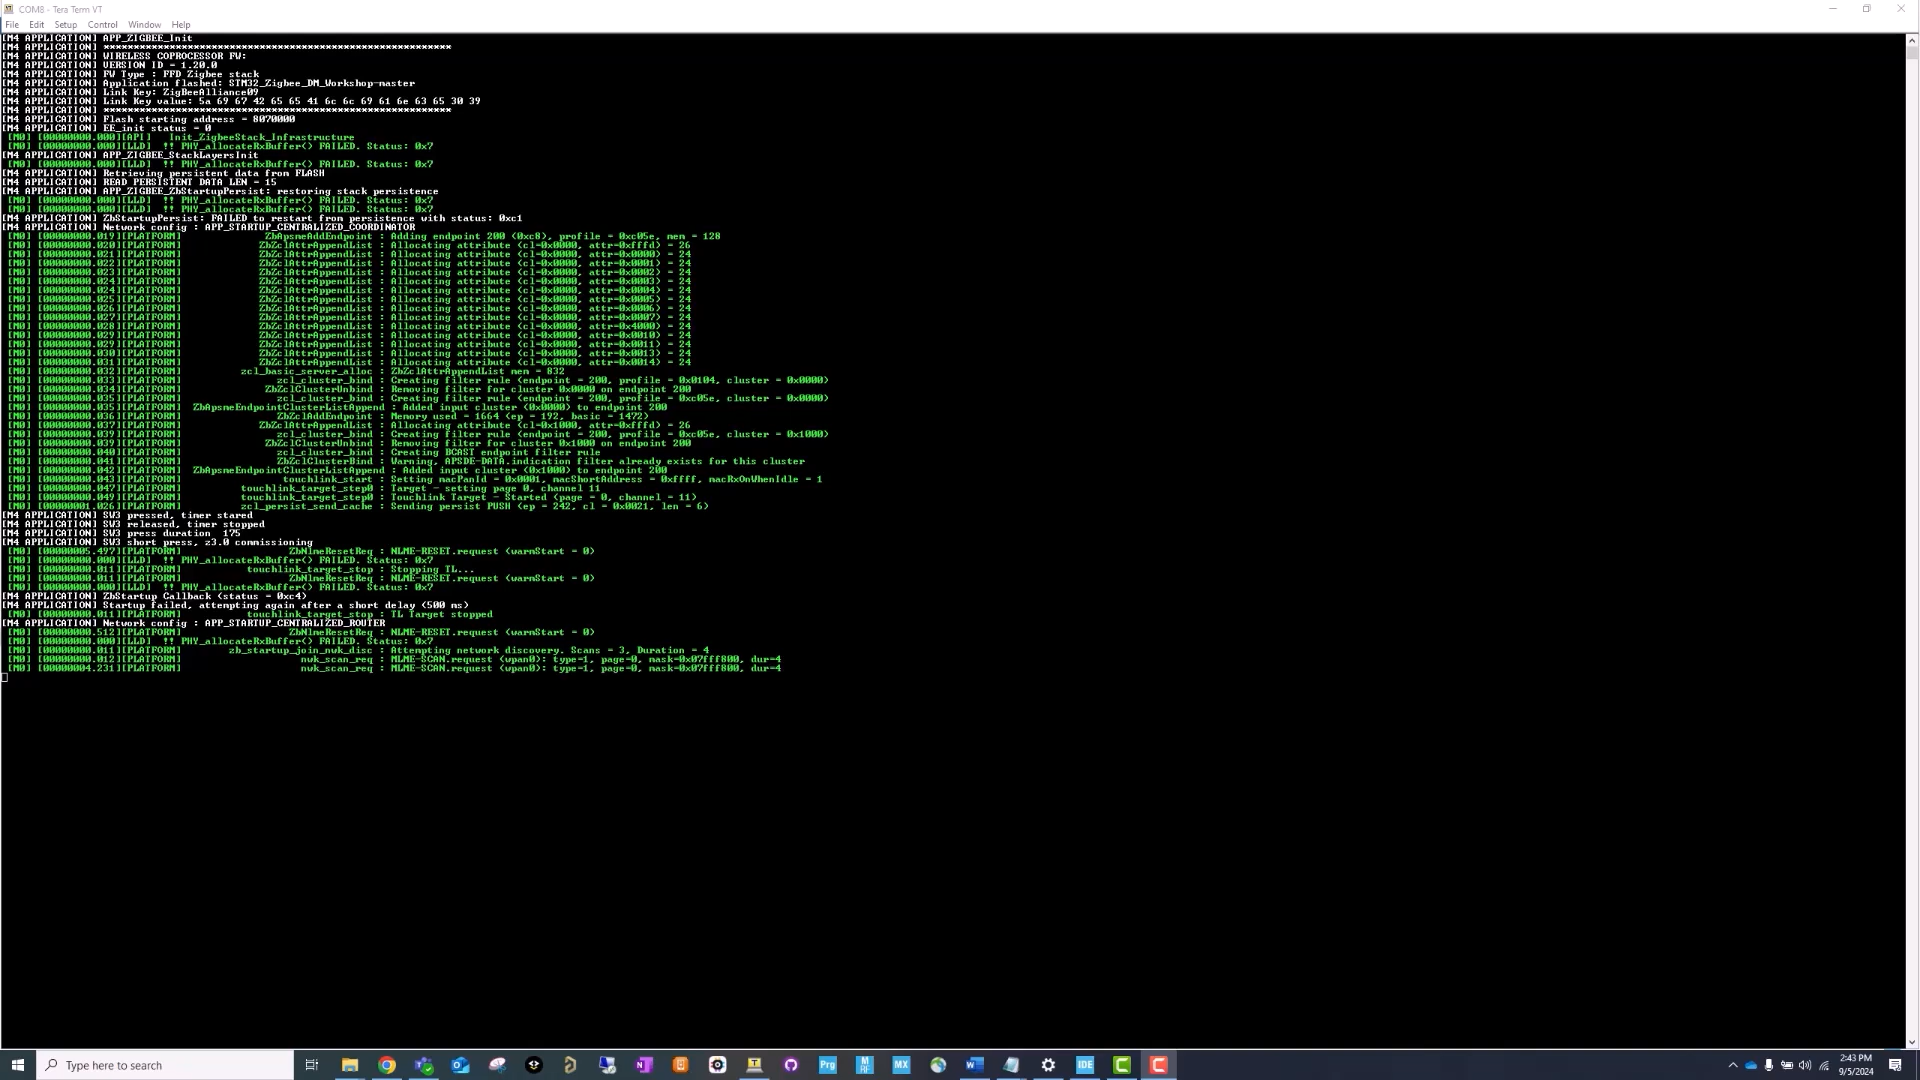 COM8 - Tera Term VT
File Edit Setup Control Window Help
[M4 APPLICATION] APP_ZIGBEE_Init
[M4 APPLICATION] **********************************************************
[M4 APPLICATION] WIRELESS COPROCESSOR FW:
[M4 APPLICATION] VERSION ID = 1.20.0
[M4 APPLICATION] FW Type : FFD Zigbee stack
[M4 APPLICATION] Application flashed: STM32_Zigbee_DM_Workshop-master
[M4 APPLICATION] Link Key: ZigBeeAlliance09
[M4 APPLICATION] Link Key value: 5a 69 67 42 65 65 41 6c 6c 69 61 6e 63 65 30 39
[M4 APPLICATION] **********************************************************
[M4 APPLICATION] Flash starting address = 8070000
[M4 APPLICATION] EE_init status = 0
[M0] [00000000.000][API] Init_ZigbeeStack_Infrastructure
[M0] [00000000.000][LLD] !! PHY_allocateRxBuffer() FAILED. Status: 0x7
[M4 APPLICATION] APP_ZIGBEE_StackLayersInit
[M0] [00000000.000][LLD] !! PHY_allocateRxBuffer() FAILED. Status: 0x7
[M4 APPLICATION] Retrieving persistent data from FLASH
[M4 APPLICATION] READ PERSISTENT DATA LEN = 15
[M4 APPLICATION] APP_ZIGBEE_ZbStartupPersist: restoring stack persistence
[M0] [00000000.000][LLD] !! PHY_allocateRxBuffer() FAILED. Status: 0x7
[M0] [00000000.000][LLD] !! PHY_allocateRxBuffer() FAILED. Status: 0x7
[M4 APPLICATION] ZbStartupPersist: FAILED to restart from persistence with status: 0xc1
[M4 APPLICATION] Network config : APP_STARTUP_CENTRALIZED_COORDINATOR
[M0] [00000000.019][PLATFORM] ZbApsmeAddEndpoint : Adding endpoint 200 (0xc8), profile = 0xc05e, mem = 128
[M0] [00000000.020][PLATFORM] ZbZclAttrAppendList : Allocating attribute (cl=0x0000, attr=0xfffd) = 26
[M0] [00000000.021][PLATFORM] ZbZclAttrAppendList : Allocating attribute (cl=0x0000, attr=0x0000) = 24
[M0] [00000000.022][PLATFORM] ZbZclAttrAppendList : Allocating attribute (cl=0x0000, attr=0x0001) = 24
[M0] [00000000.023][PLATFORM] ZbZclAttrAppendList : Allocating attribute (cl=0x0000, attr=0x0002) = 24
[M0] [00000000.024][PLATFORM] ZbZclAttrAppendList : Allocating attribute (cl=0x0000, attr=0x0003) = 24
[M0] [00000000.024][PLATFORM] ZbZclAttrAppendList : Allocating attribute (cl=0x0000, attr=0x0004) = 24
[M0] [00000000.025][PLATFORM] ZbZclAttrAppendList : Allocating attribute (cl=0x0000, attr=0x0005) = 24
[M0] [00000000.026][PLATFORM] ZbZclAttrAppendList : Allocating attribute (cl=0x0000, attr=0x0006) = 24
[M0] [00000000.027][PLATFORM] ZbZclAttrAppendList : Allocating attribute (cl=0x0000, attr=0x0007) = 24
[M0] [00000000.028][PLATFORM] ZbZclAttrAppendList : Allocating attribute (cl=0x0000, attr=0x4000) = 24
[M0] [00000000.029][PLATFORM] ZbZclAttrAppendList : Allocating attribute (cl=0x0000, attr=0x0010) = 24
[M0] [00000000.029][PLATFORM] ZbZclAttrAppendList : Allocating attribute (cl=0x0000, attr=0x0011) = 24
[M0] [00000000.030][PLATFORM] ZbZclAttrAppendList : Allocating attribute (cl=0x0000, attr=0x0013) = 24
[M0] [00000000.031][PLATFORM] ZbZclAttrAppendList : Allocating attribute (cl=0x0000, attr=0x0014) = 24
[M0] [00000000.032][PLATFORM] zcl_basic_server_alloc : ZbZclAttrAppendList mem = 832
[M0] [00000000.033][PLATFORM] zcl_cluster_bind : Creating filter rule (endpoint = 200, profile = 0x0104, cluster = 0x0000)
[M0] [00000000.034][PLATFORM] ZbZclClusterUnbind : Removing filter for cluster 0x0000 on endpoint 200
[M0] [00000000.035][PLATFORM] zcl_cluster_bind : Creating filter rule (endpoint = 200, profile = 0xc05e, cluster = 0x0000)
[M0] [00000000.035][PLATFORM] ZbApsmeEndpointClusterListAppend : Added input cluster (0x0000) to endpoint 200
[M0] [00000000.036][PLATFORM] ZbZclAddEndpoint : Memory used = 1664 (ep = 192, basic = 1472)
[M0] [00000000.037][PLATFORM] ZbZclAttrAppendList : Allocating attribute (cl=0x1000, attr=0xfffd) = 26
[M0] [00000000.039][PLATFORM] zcl_cluster_bind : Creating filter rule (endpoint = 200, profile = 0xc05e, cluster = 0x1000)
[M0] [00000000.039][PLATFORM] ZbZclClusterUnbind : Removing filter for cluster 0x1000 on endpoint 200
[M0] [00000000.040][PLATFORM] zcl_cluster_bind : Creating BCAST endpoint filter rule
[M0] [00000000.041][PLATFORM] ZbZclClusterBind : Warning, APSDE-DATA.indication filter already exists for this cluster
[M0] [00000000.042][PLATFORM] ZbApsmeEndpointClusterListAppend : Added input cluster (0x1000) to endpoint 200
[M0] [00000000.043][PLATFORM] touchlink_start : Setting macPanId = 0x0001, macShortAddress = 0xffff, macRxOnWhenIdle = 1
[M0] [00000000.047][PLATFORM] touchlink_target_step0 : Target - setting page 0, channel 11
[M0] [00000000.049][PLATFORM] touchlink_target_step0 : Touchlink Target - Started (page = 0, channel = 11)
[M0] [00000001.026][PLATFORM] zcl_persist_send_cache : Sending persist PUSH (ep = 242, cl = 0x0021, len = 6)
[M4 APPLICATION] SW3 pressed, timer stared
[M4 APPLICATION] SW3 released, timer stopped
[M4 APPLICATION] SW3 press duration 175
[M4 APPLICATION] SW3 short press, z3.0 commissioning
[M0] [00000005.497][PLATFORM] ZbNlmeResetReq : NLME-RESET.request (warmStart = 0)
[M0] [00000000.000][LLD] !! PHY_allocateRxBuffer() FAILED. Status: 0x7
[M0] [00000000.011][PLATFORM] touchlink_target_stop : Stopping TL...
[M0] [00000000.011][PLATFORM] ZbNlmeResetReq : NLME-RESET.request (warmStart = 0)
[M0] [00000000.000][LLD] !! PHY_allocateRxBuffer() FAILED. Status: 0x7
[M4 APPLICATION] ZbStartup Callback (status = 0xc4)
[M4 APPLICATION] Startup failed, attempting again after a short delay (500 ms)
[M0] [00000000.011][PLATFORM] touchlink_target_stop : TL Target stopped
[M4 APPLICATION] Network config : APP_STARTUP_CENTRALIZED_ROUTER
[M0] [00000000.512][PLATFORM] ZbNlmeResetReq : NLME-RESET.request (warmStart = 0)
[M0] [00000000.000][LLD] !! PHY_allocateRxBuffer() FAILED. Status: 0x7
[M0] [00000000.011][PLATFORM] zb_startup_join_nwk_disc : Attempting network discovery. Scans = 3, Duration = 4
[M0] [00000000.012][PLATFORM] nwk_scan_req : MLME-SCAN.request (wpan0): type=1, page=0, mask=0x07fff800, dur=4
[M0] [00000004.231][PLATFORM] nwk_scan_req : MLME-SCAN.request (wpan0): type=1, page=0, mask=0x07fff800, dur=4
Type here to search
Prg
M RF
MX
IDE
2:43 PM
9/5/2024